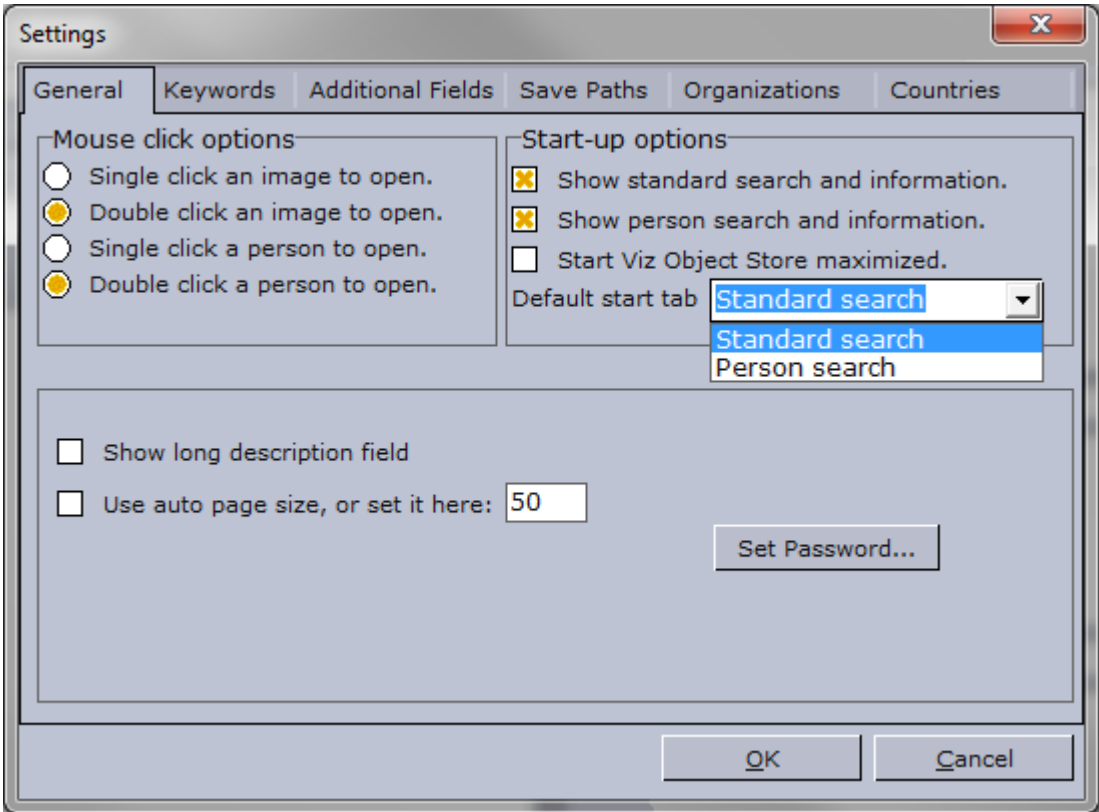 Settings
X
General Keywords Additional Fields Save Paths Organizations Countries
Mouse click options
Single click an image to open.
Double click an image to open.
Single click a person to open.
Double click a person to open.
Start-up options
Show standard search and information.
Show person search and information.
Start Viz Object Store maximized.
Default start tab Standard search
Standard search
Person search
Show long description field
Use auto page size, or set it here: 50
Set Password...
OK Cancel